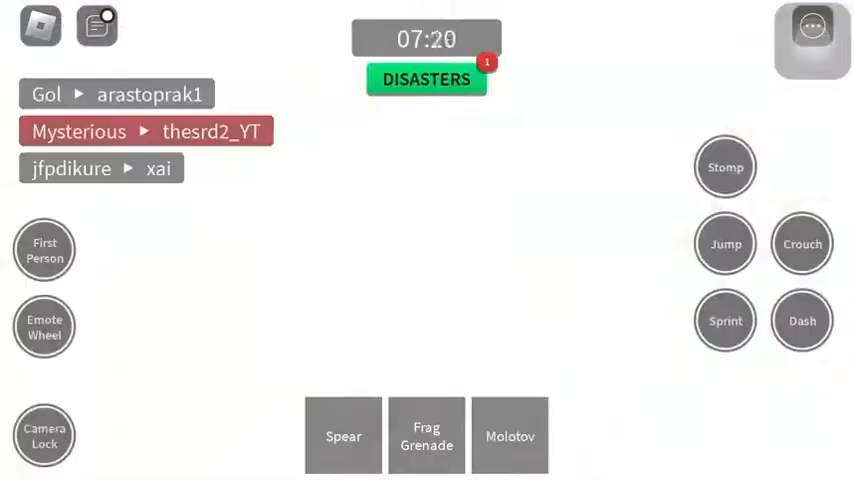 07:20
DISASTERS
1
Gol ▸ arastoprak1
Mysterious ▸ thesrd2_YT
jfpdikure ▸ xai
Stomp
First
Person
Jump
Crouch
Emote
Wheel
Sprint
Dash
Camera
Lock
Spear
Frag
Grenade
Molotov